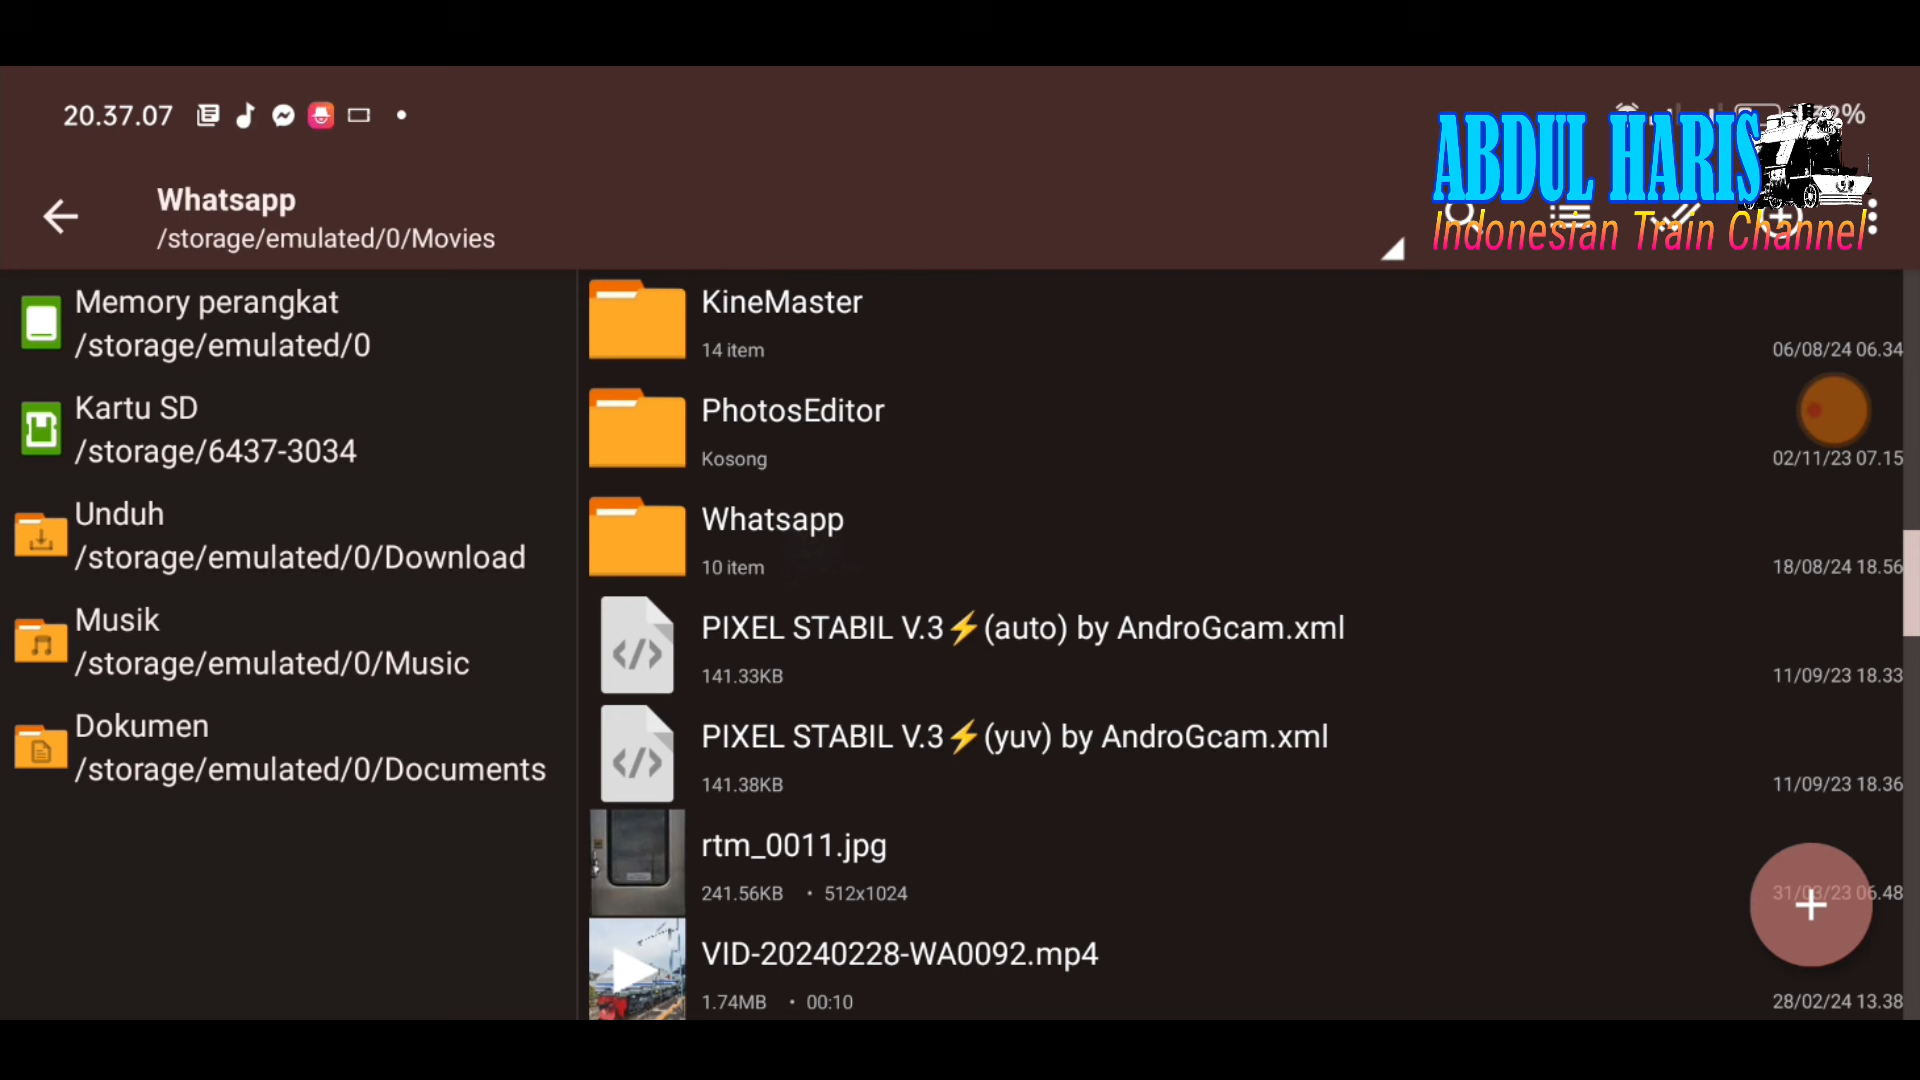 20.37.07
%
ABDUL HARIS
Indonesian Train Channel
Whatsapp
/storage/emulated/0/Movies
Memory perangkat
/storage/emulated/0
Kartu SD
/storage/6437-3034
Unduh
/storage/emulated/0/Download
Musik
/storage/emulated/0/Music
Dokumen
/storage/emulated/0/Documents
KineMaster
14 item
06/08/24 06.34
PhotosEditor
Kosong
02/11/23 07.15
Whatsapp
10 item
18/08/24 18.56
PIXEL STABIL V.3⚡(auto) by AndroGcam.xml
141.33KB
11/09/23 18.33
PIXEL STABIL V.3⚡(yuv) by AndroGcam.xml
141.38KB
11/09/23 18.36
rtm_0011.jpg
241.56KB • 512x1024
31/03/23 06.48
VID-20240228-WA0092.mp4
1.74MB • 00:10
28/02/24 13.38